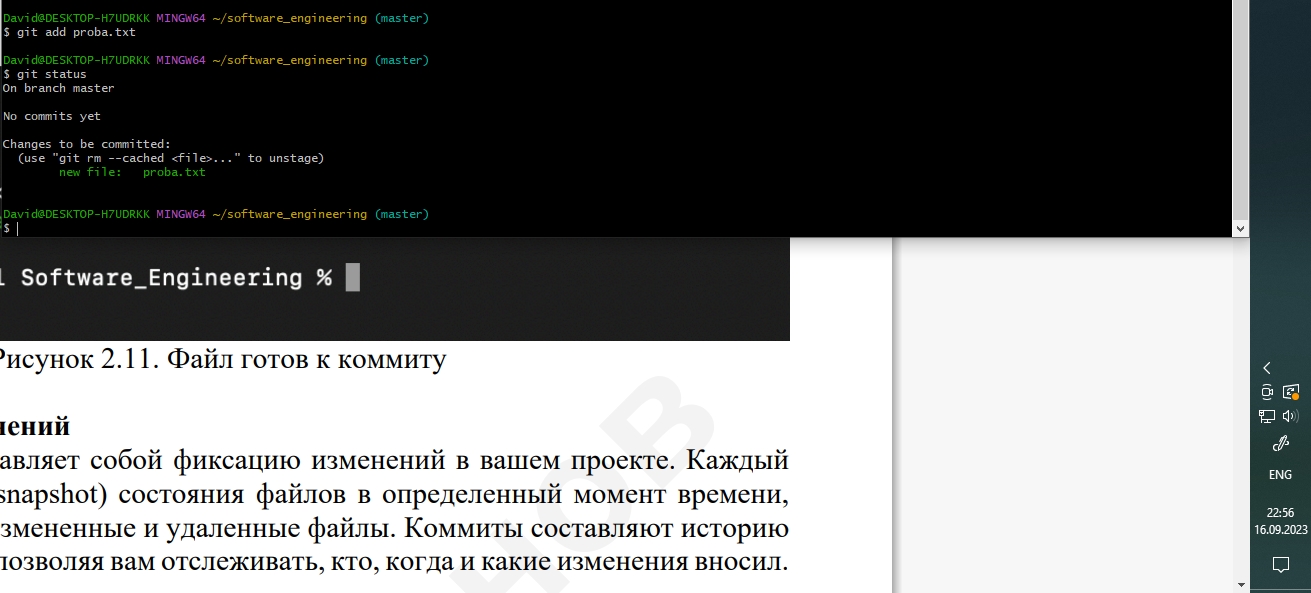 David@DESKTOP-H7UDRKK MINGW64 ~/software_engineering (master)
$ git add proba.txt
David@DESKTOP-H7UDRKK MINGW64 ~/software_engineering (master)
$ git status
On branch master
No commits yet
Changes to be committed:
(use "git rm --cached <file>..." to unstage)
new file: proba.txt
David@DESKTOP-H7UDRKK MINGW64 ~/software_engineering (master)
$
Software_Engineering %
Рисунок 2.11. Файл готов к коммиту
нений
авляет собой фиксацию изменений в вашем проекте. Каждый
snapshot) состояния файлов в определенный момент времени,
змененные и удаленные файлы. Коммиты составляют историю
позволяя вам отслеживать, кто, когда и какие изменения вносил.
ENG
22:56
16.09.2023